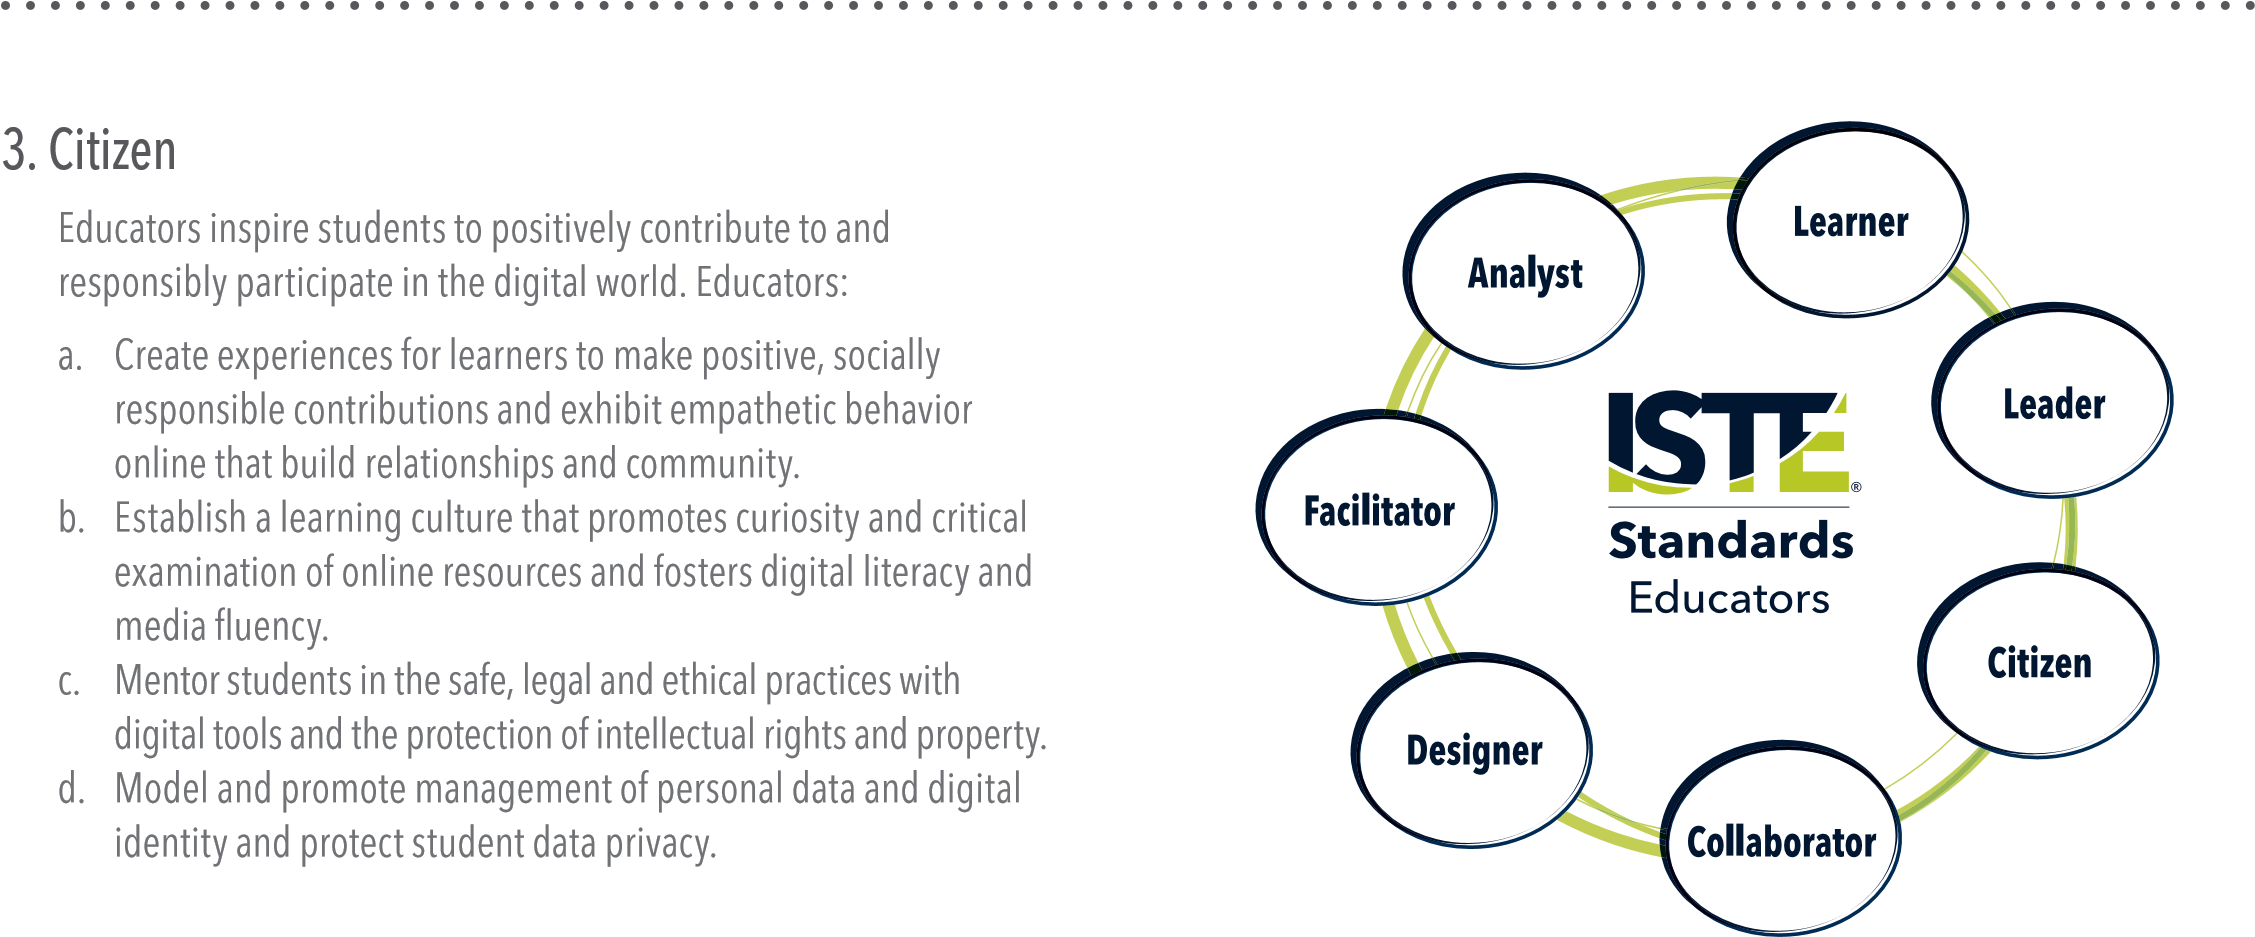 3. Citizen
Educators inspire students to positively contribute to and
responsibly participate in the digital world. Educators:
a. Create experiences for learners to make positive, socially
responsible contributions and exhibit empathetic behavior
online that build relationships and community.
b. Establish a learning culture that promotes curiosity and critical
examination of online resources and fosters digital literacy and
media fluency.
c. Mentor students in the safe, legal and ethical practices with
digital tools and the protection of intellectual rights and property.
d. Model and promote management of personal data and digital
identity and protect student data privacy.
Learner
Analyst
Leader
ISTE®
Facilitator
Standards
Educators
Citizen
Designer
Collaborator